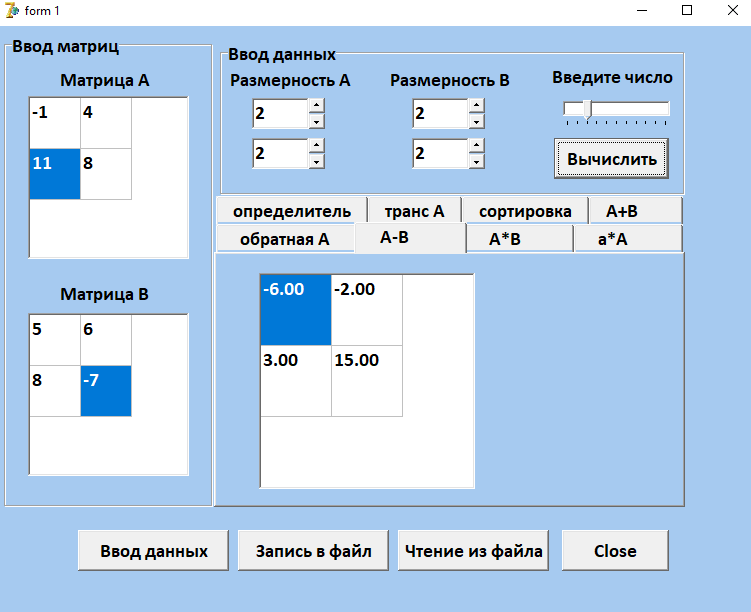 form 1
Ввод матриц
Матрица А
-1 4
11 8
Матрица В
5 6
8 -7
Ввод данных
Размерность А Размерность В Введите число
2 2
2 2
Вычислить
определитель транс А сортировка А+В
обратная А А-В А*В а*А
-6.00 -2.00
3.00 15.00
Ввод данных Запись в файл Чтение из файла Close